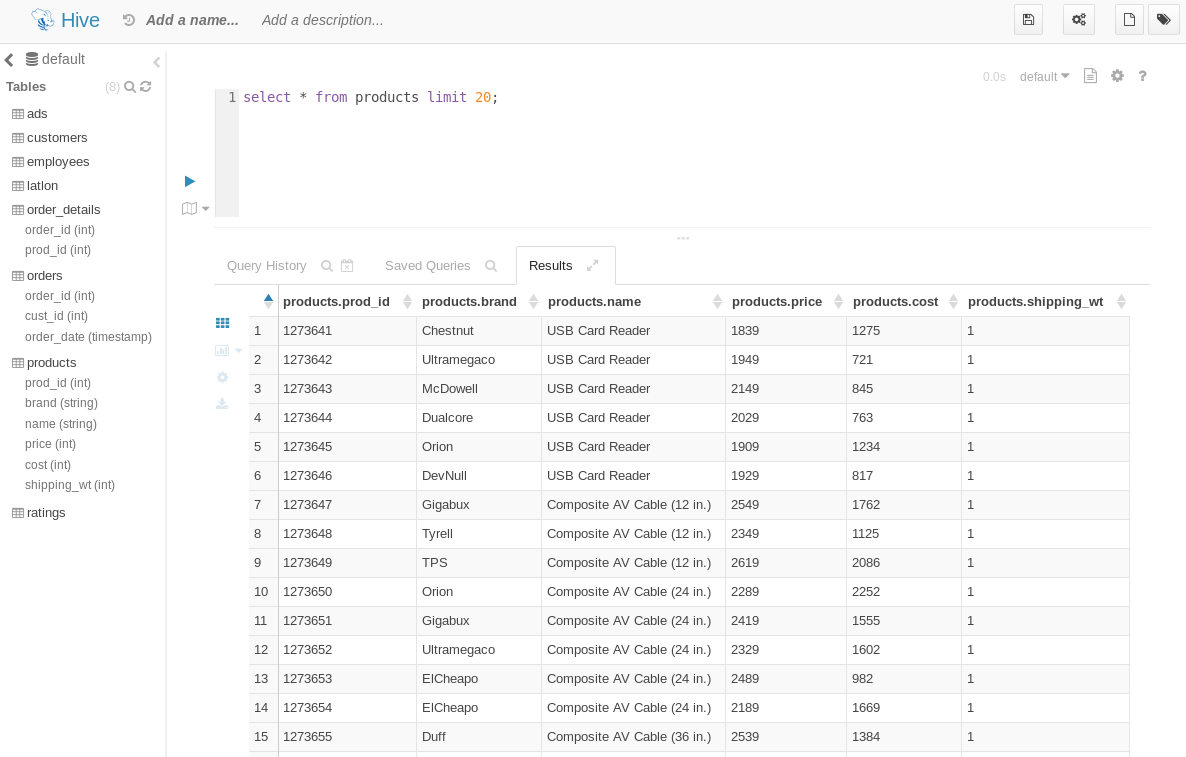 Hive Add a name... Add a description...
default
Tables (8)
ads
customers
employees
latlon
order_details
order_id (int)
prod_id (int)
orders
order_id (int)
cust_id (int)
order_date (timestamp)
products
prod_id (int)
brand (string)
name (string)
price (int)
cost (int)
shipping_wt (int)
ratings
0.0s default ?
1 select * from products limit 20;
Query History Saved Queries Results
products.prod_id products.brand products.name products.price products.cost products.shipping_wt
1 1273641 Chestnut USB Card Reader 1839 1275 1
2 1273642 Ultramegaco USB Card Reader 1949 721 1
3 1273643 McDowell USB Card Reader 2149 845 1
4 1273644 Dualcore USB Card Reader 2029 763 1
5 1273645 Orion USB Card Reader 1909 1234 1
6 1273646 DevNull USB Card Reader 1929 817 1
7 1273647 Gigabux Composite AV Cable (12 in.) 2549 1762 1
8 1273648 Tyrell Composite AV Cable (12 in.) 2349 1125 1
9 1273649 TPS Composite AV Cable (12 in.) 2619 2086 1
10 1273650 Orion Composite AV Cable (24 in.) 2289 2252 1
11 1273651 Gigabux Composite AV Cable (24 in.) 2419 1555 1
12 1273652 Ultramegaco Composite AV Cable (24 in.) 2329 1602 1
13 1273653 ElCheapo Composite AV Cable (24 in.) 2489 982 1
14 1273654 ElCheapo Composite AV Cable (24 in.) 2189 1669 1
15 1273655 Duff Composite AV Cable (36 in.) 2539 1384 1